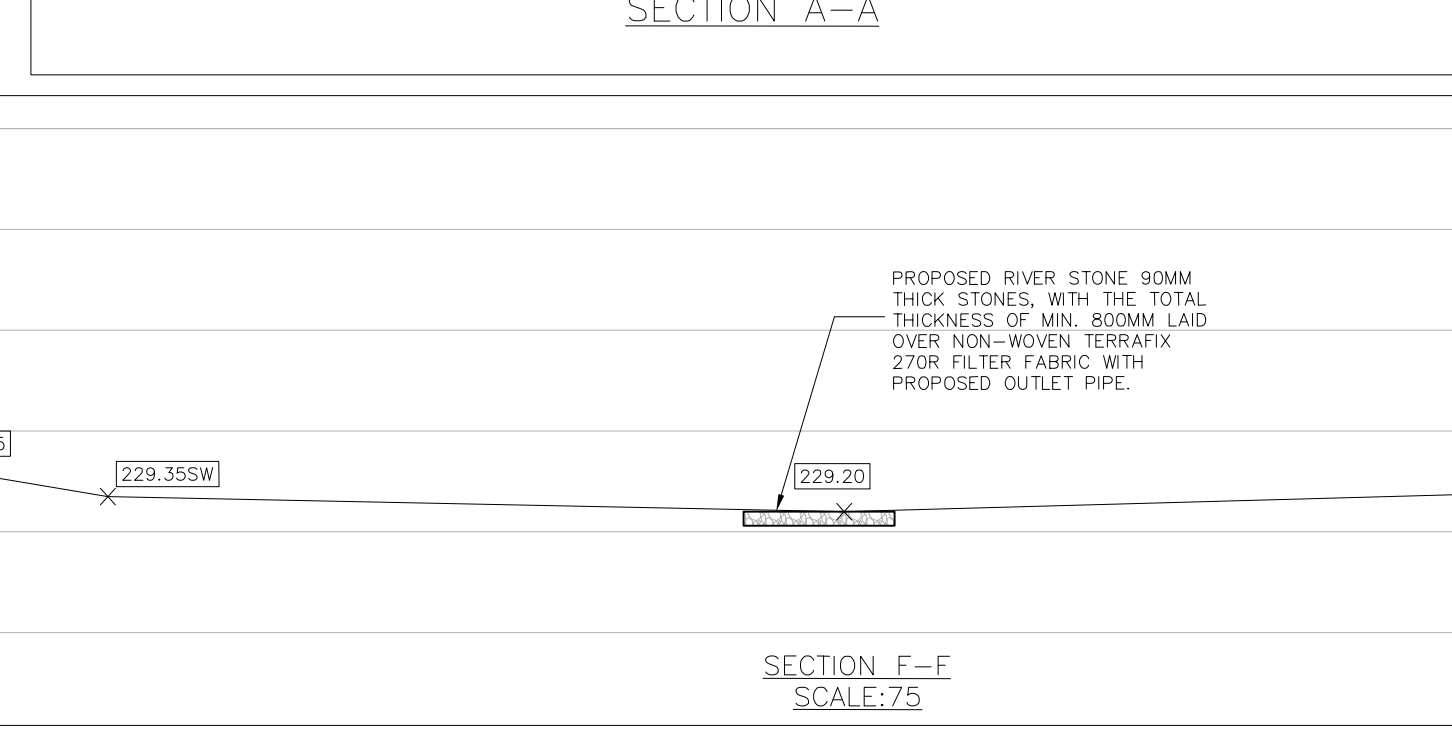 SECTION A-A
PROPOSED RIVER STONE 90MM
THICK STONES, WITH THE TOTAL
THICKNESS OF MIN. 800MM LAID
OVER NON-WOVEN TERRAFIX
270R FILTER FABRIC WITH
PROPOSED OUTLET PIPE.
5
229.35SW
229.20
SECTION F-F
SCALE:75